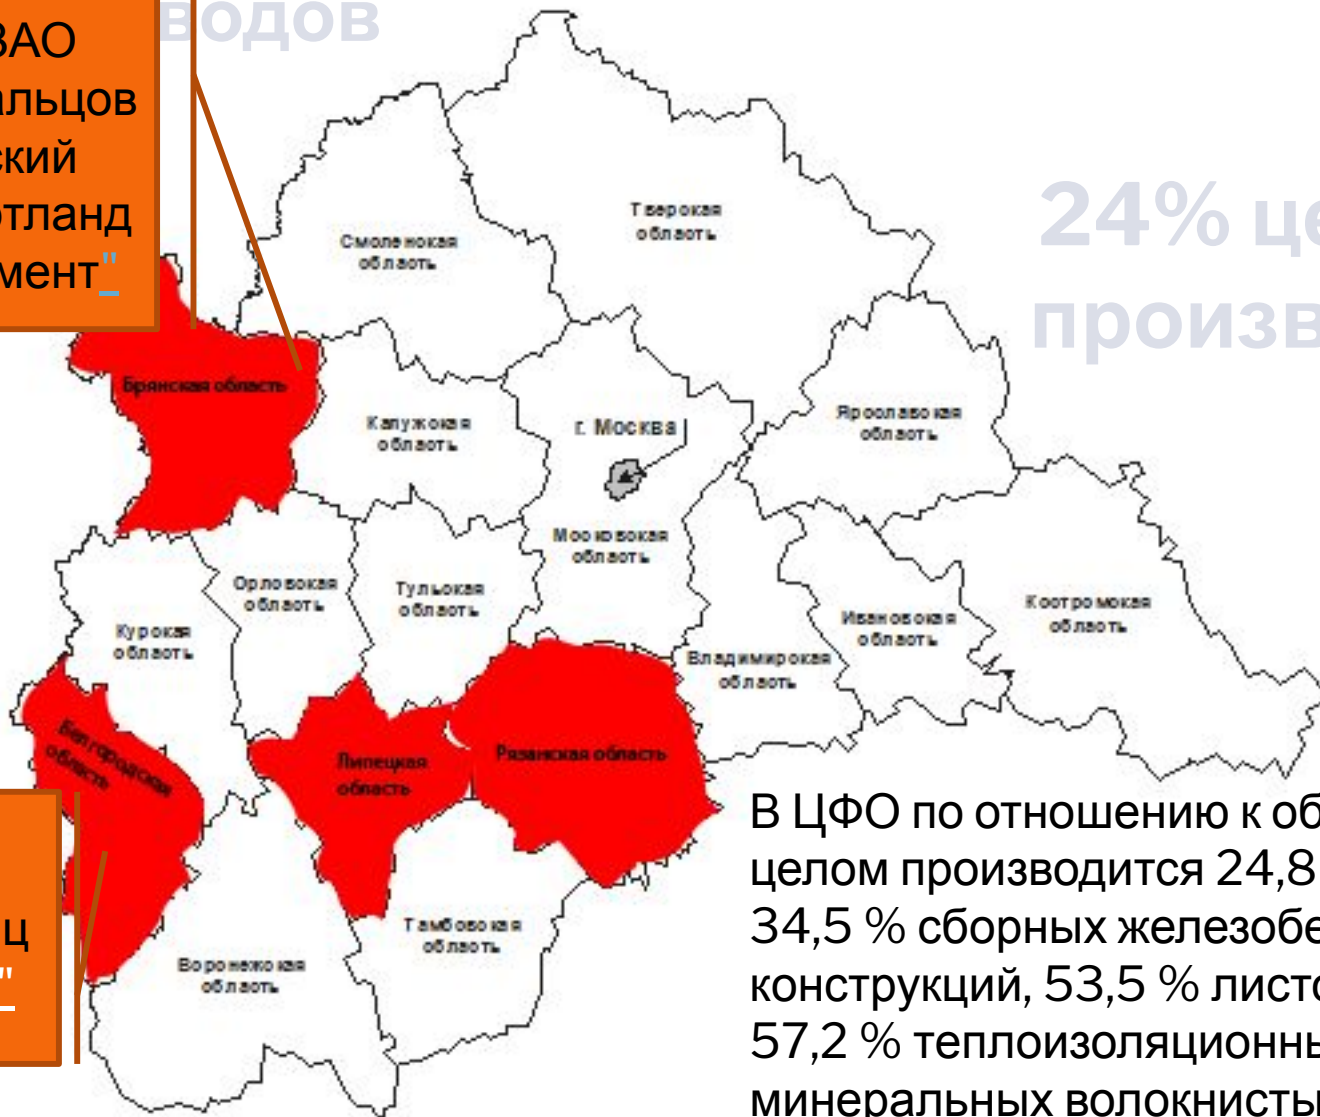 водов
ЗАО
альцов
ский
отланд
мент"
24% це
произв
Тверская
область
Смоленская
область
Брянская область
Калужская
область
г. Москва
Ярославская
область
Московская
область
Орловская
область
Тульская
область
Курская
область
Костромская
область
Ивановская
область
Владимирская
область
Белгородская
область
Липецкая
область
Рязанская область
Тамбовская
область
Воронежская
область
ц
"
В ЦФО по отношению к об
целом производится 24,8
34,5 % сборных железобе
конструкций, 53,5 % листо
57,2 % теплоизоляционны
минеральных волокнисты